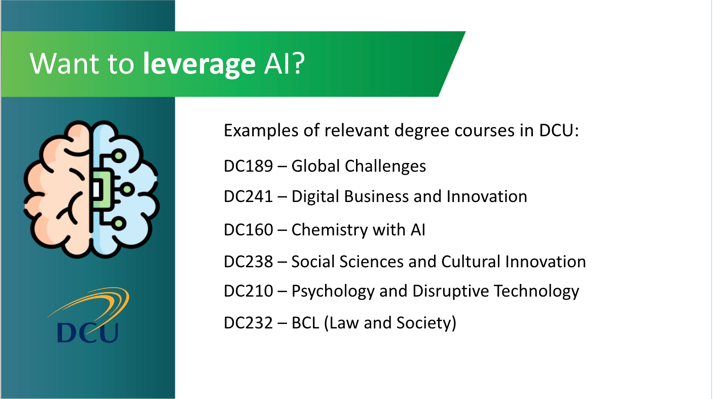 Want to leverage AI?
Examples of relevant degree courses in DCU:
DC189 – Global Challenges
DC241 – Digital Business and Innovation
DC160 – Chemistry with AI
DC238 – Social Sciences and Cultural Innovation
DC210 – Psychology and Disruptive Technology
DC232 – BCL (Law and Society)
DCU